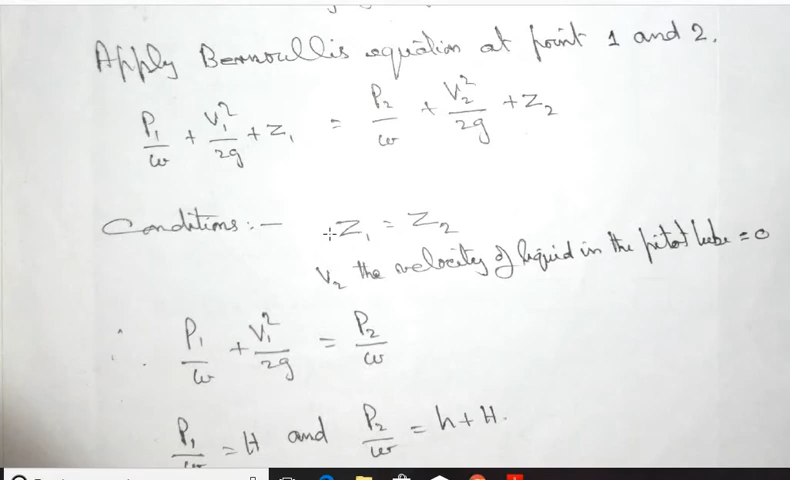 Apply Bernoullis equation at point 1 and 2.
P₁/w + V₁²/2g + Z₁ = P₂/w + V₂²/2g + Z₂
Conditions:- Z₁ = Z₂
V₂ the velocity of liquid in the pitot tube = 0
∴ P₁/w + V₁²/2g = P₂/w
P₁/w = H and P₂/w = h + H.